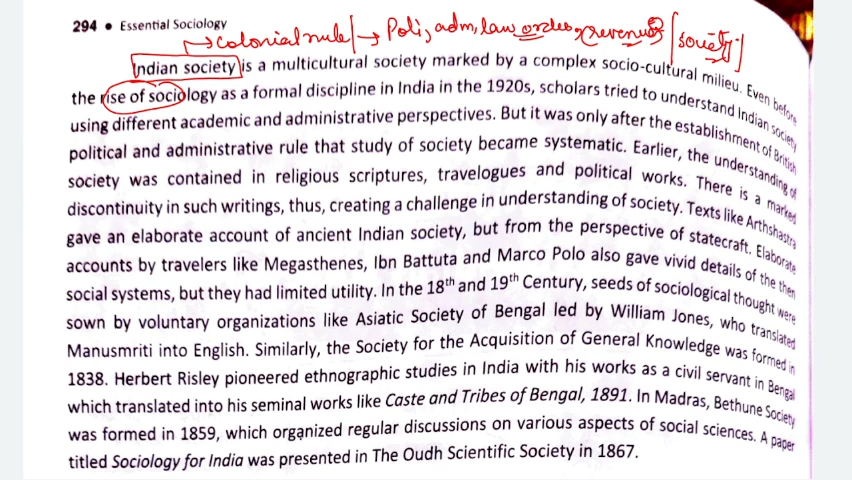 294 • Essential Sociology
colonial rule → Poli, adm, law order, revenue society
Indian society is a multicultural society marked by a complex socio-cultural milieu. Even before
the rise of sociology as a formal discipline in India in the 1920s, scholars tried to understand Indian society
using different academic and administrative perspectives. But it was only after the establishment of British
political and administrative rule that study of society became systematic. Earlier, the understanding of
society was contained in religious scriptures, travelogues and political works. There is a marked
discontinuity in such writings, thus, creating a challenge in understanding of society. Texts like Arthshastra
gave an elaborate account of ancient Indian society, but from the perspective of statecraft. Elaborate
accounts by travelers like Megasthenes, Ibn Battuta and Marco Polo also gave vivid details of the then
social systems, but they had limited utility. In the 18th and 19th Century, seeds of sociological thought were
sown by voluntary organizations like Asiatic Society of Bengal led by William Jones, who translated
Manusmriti into English. Similarly, the Society for the Acquisition of General Knowledge was formed in
1838. Herbert Risley pioneered ethnographic studies in India with his works as a civil servant in Bengal
which translated into his seminal works like Caste and Tribes of Bengal, 1891. In Madras, Bethune Society
was formed in 1859, which organized regular discussions on various aspects of social sciences. A paper
titled Sociology for India was presented in The Oudh Scientific Society in 1867.